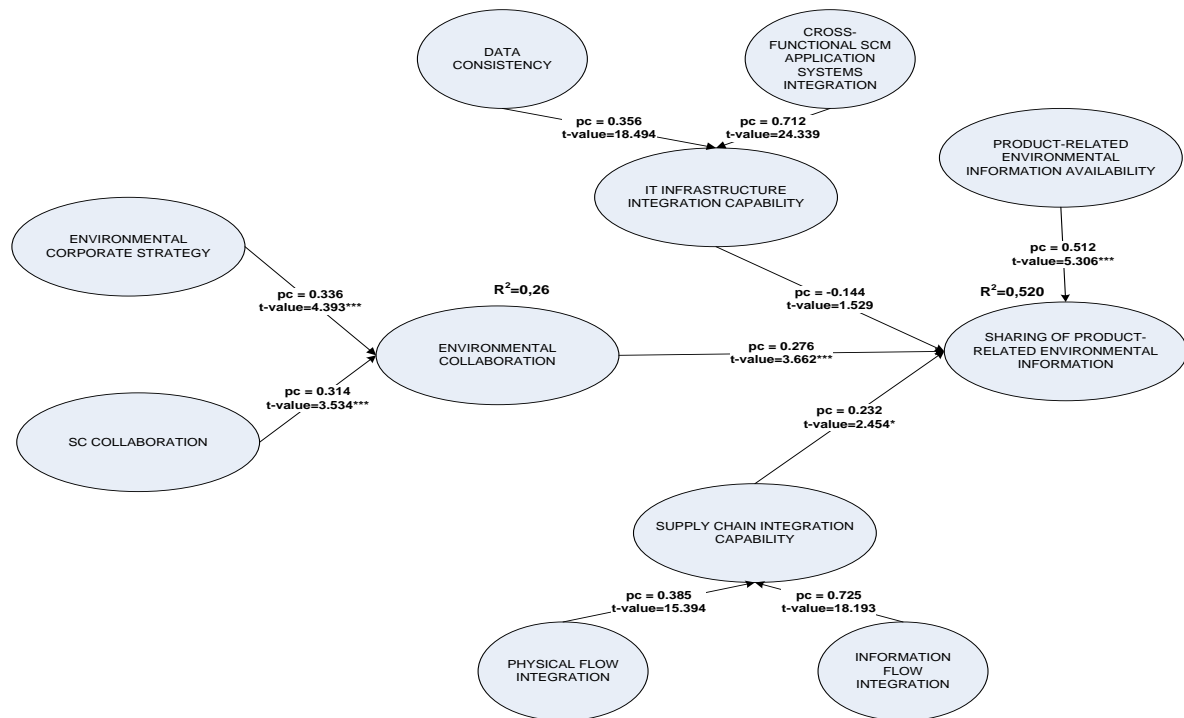 DATA
CONSISTENCY
CROSS-
FUNCTIONAL SCM
APPLICATION
SYSTEMS
INTEGRATION
pc = 0.356
t-value=18.494
pc = 0.712
t-value=24.339
PRODUCT-RELATED
ENVIRONMENTAL
INFORMATION AVAILABILITY
IT INFRASTRUCTURE
INTEGRATION CAPABILITY
ENVIRONMENTAL
CORPORATE STRATEGY
pc = 0.512
t-value=5.306***
pc = 0.336
t-value=4.393***
R²=0,26
pc = -0.144
t-value=1.529
R²=0,520
ENVIRONMENTAL
COLLABORATION
pc = 0.276
t-value=3.662***
SHARING OF PRODUCT-
RELATED ENVIRONMENTAL
INFORMATION
pc = 0.314
t-value=3.534***
SC COLLABORATION
pc = 0.232
t-value=2.454*
SUPPLY CHAIN INTEGRATION
CAPABILITY
pc = 0.385
t-value=15.394
pc = 0.725
t-value=18.193
PHYSICAL FLOW
INTEGRATION
INFORMATION
FLOW
INTEGRATION